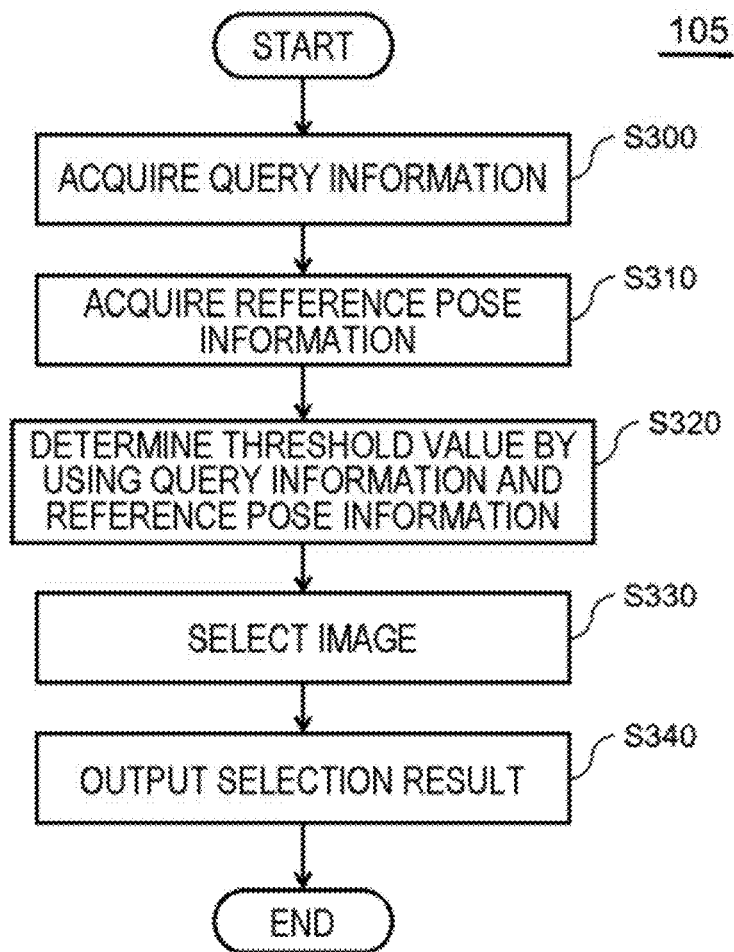 START
105
ACQUIRE QUERY INFORMATION
S300
ACQUIRE REFERENCE POSE
INFORMATION
S310
DETERMINE THRESHOLD VALUE BY
USING QUERY INFORMATION AND
REFERENCE POSE INFORMATION
S320
SELECT IMAGE
S330
OUTPUT SELECTION RESULT
S340
END